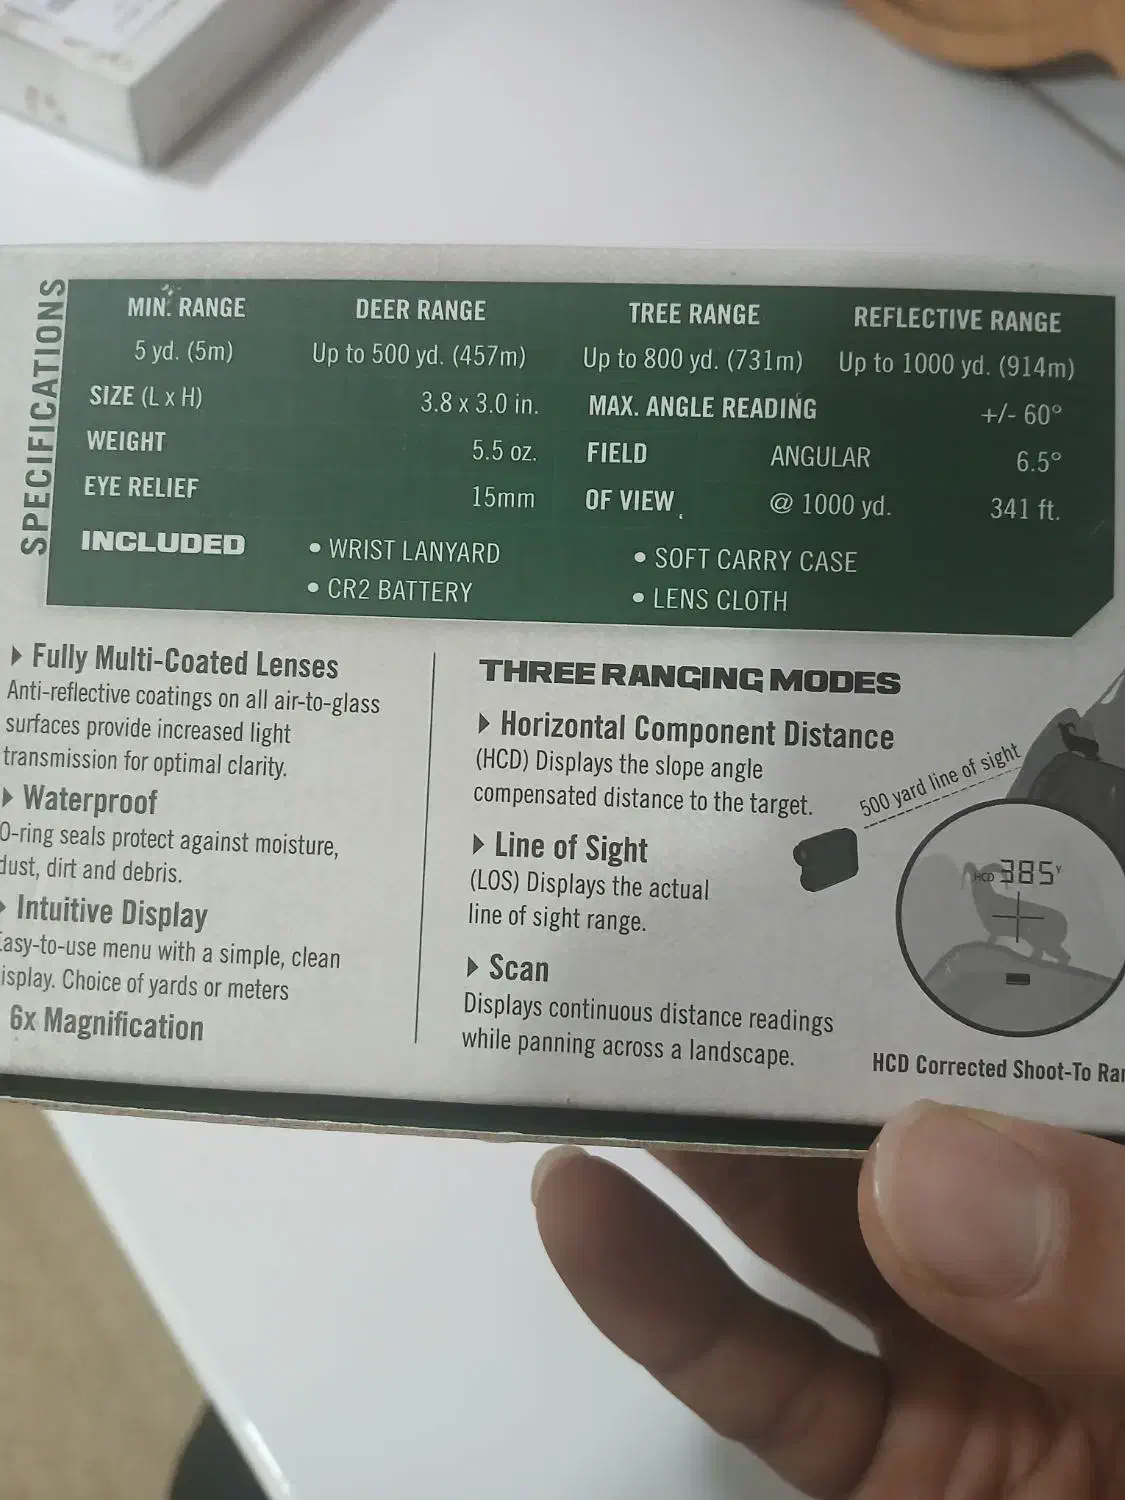 SPECIFICATIONS
MIN. RANGE DEER RANGE TREE RANGE REFLECTIVE RANGE
5 yd. (5m) Up to 500 yd. (457m) Up to 800 yd. (731m) Up to 1000 yd. (914m)
SIZE (L x H) 3.8 x 3.0 in. MAX. ANGLE READING +/- 60°
WEIGHT 5.5 oz. FIELD ANGULAR 6.5°
EYE RELIEF 15mm OF VIEW @ 1000 yd. 341 ft.
INCLUDED • WRIST LANYARD • SOFT CARRY CASE
• CR2 BATTERY • LENS CLOTH
Fully Multi-Coated Lenses
Anti-reflective coatings on all air-to-glass
surfaces provide increased light
transmission for optimal clarity.
Waterproof
O-ring seals protect against moisture,
dust, dirt and debris.
Intuitive Display
Easy-to-use menu with a simple, clean
isplay. Choice of yards or meters
6x Magnification
THREE RANGING MODES
Horizontal Component Distance
(HCD) Displays the slope angle
compensated distance to the target.
Line of Sight
(LOS) Displays the actual
line of sight range.
Scan
Displays continuous distance readings
while panning across a landscape.
500 yard line of sight
HCD 385 Y
HCD Corrected Shoot-To Ra